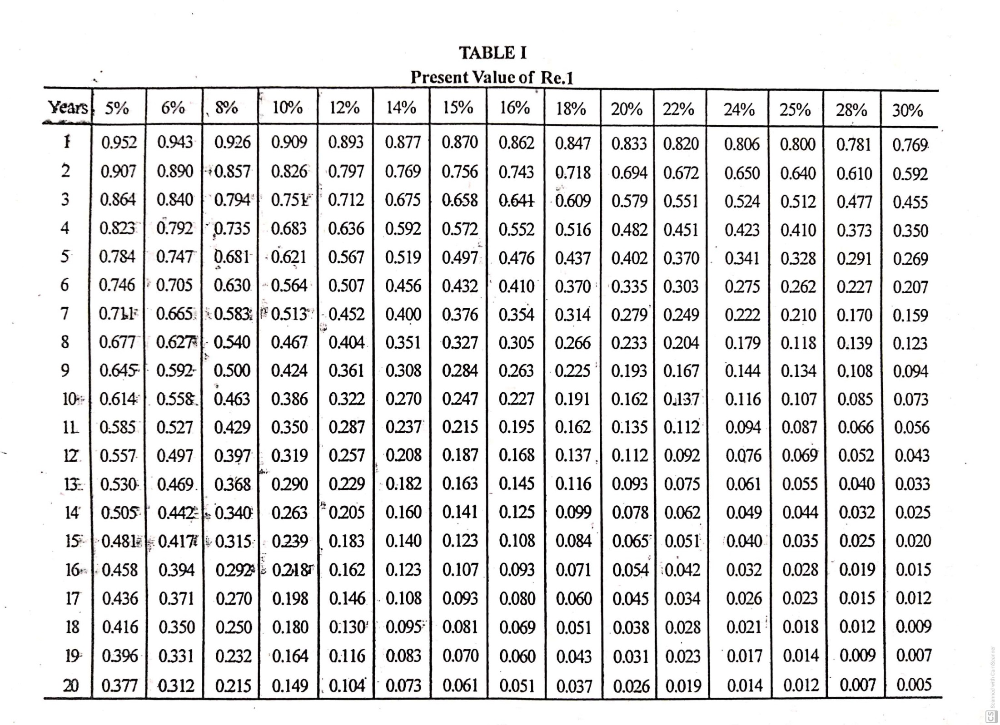 TABLE I
Present Value of Re.1
Years 5% 6% 8% 10% 12% 14% 15% 16% 18% 20% 22% 24% 25% 28% 30%
1 0.952 0.943 0.926 0.909 0.893 0.877 0.870 0.862 0.847 0.833 0.820 0.806 0.800 0.781 0.769
2 0.907 0.890 0.857 0.826 0.797 0.769 0.756 0.743 0.718 0.694 0.672 0.650 0.640 0.610 0.592
3 0.864 0.840 0.794 0.751 0.712 0.675 0.658 0.641 0.609 0.579 0.551 0.524 0.512 0.477 0.455
4 0.823 0.792 0.735 0.683 0.636 0.592 0.572 0.552 0.516 0.482 0.451 0.423 0.410 0.373 0.350
5 0.784 0.747 0.681 0.621 0.567 0.519 0.497 0.476 0.437 0.402 0.370 0.341 0.328 0.291 0.269
6 0.746 0.705 0.630 0.564 0.507 0.456 0.432 0.410 0.370 0.335 0.303 0.275 0.262 0.227 0.207
7 0.711 0.665 0.583 0.513 0.452 0.400 0.376 0.354 0.314 0.279 0.249 0.222 0.210 0.170 0.159
8 0.677 0.627 0.540 0.467 0.404 0.351 0.327 0.305 0.266 0.233 0.204 0.179 0.118 0.139 0.123
9 0.645 0.592 0.500 0.424 0.361 0.308 0.284 0.263 0.225 0.193 0.167 0.144 0.134 0.108 0.094
10 0.614 0.558 0.463 0.386 0.322 0.270 0.247 0.227 0.191 0.162 0.137 0.116 0.107 0.085 0.073
11 0.585 0.527 0.429 0.350 0.287 0.237 0.215 0.195 0.162 0.135 0.112 0.094 0.087 0.066 0.056
12 0.557 0.497 0.397 0.319 0.257 0.208 0.187 0.168 0.137 0.112 0.092 0.076 0.069 0.052 0.043
13 0.530 0.469 0.368 0.290 0.229 0.182 0.163 0.145 0.116 0.093 0.075 0.061 0.055 0.040 0.033
14 0.505 0.442 0.340 0.263 0.205 0.160 0.141 0.125 0.099 0.078 0.062 0.049 0.044 0.032 0.025
15 0.481 0.417 0.315 0.239 0.183 0.140 0.123 0.108 0.084 0.065 0.051 0.040 0.035 0.025 0.020
16 0.458 0.394 0.292 0.218 0.162 0.123 0.107 0.093 0.071 0.054 0.042 0.032 0.028 0.019 0.015
17 0.436 0.371 0.270 0.198 0.146 0.108 0.093 0.080 0.060 0.045 0.034 0.026 0.023 0.015 0.012
18 0.416 0.350 0.250 0.180 0.130 0.095 0.081 0.069 0.051 0.038 0.028 0.021 0.018 0.012 0.009
19 0.396 0.331 0.232 0.164 0.116 0.083 0.070 0.060 0.043 0.031 0.023 0.017 0.014 0.009 0.007
20 0.377 0.312 0.215 0.149 0.104 0.073 0.061 0.051 0.037 0.026 0.019 0.014 0.012 0.007 0.005
CS Scanned with CamScanner